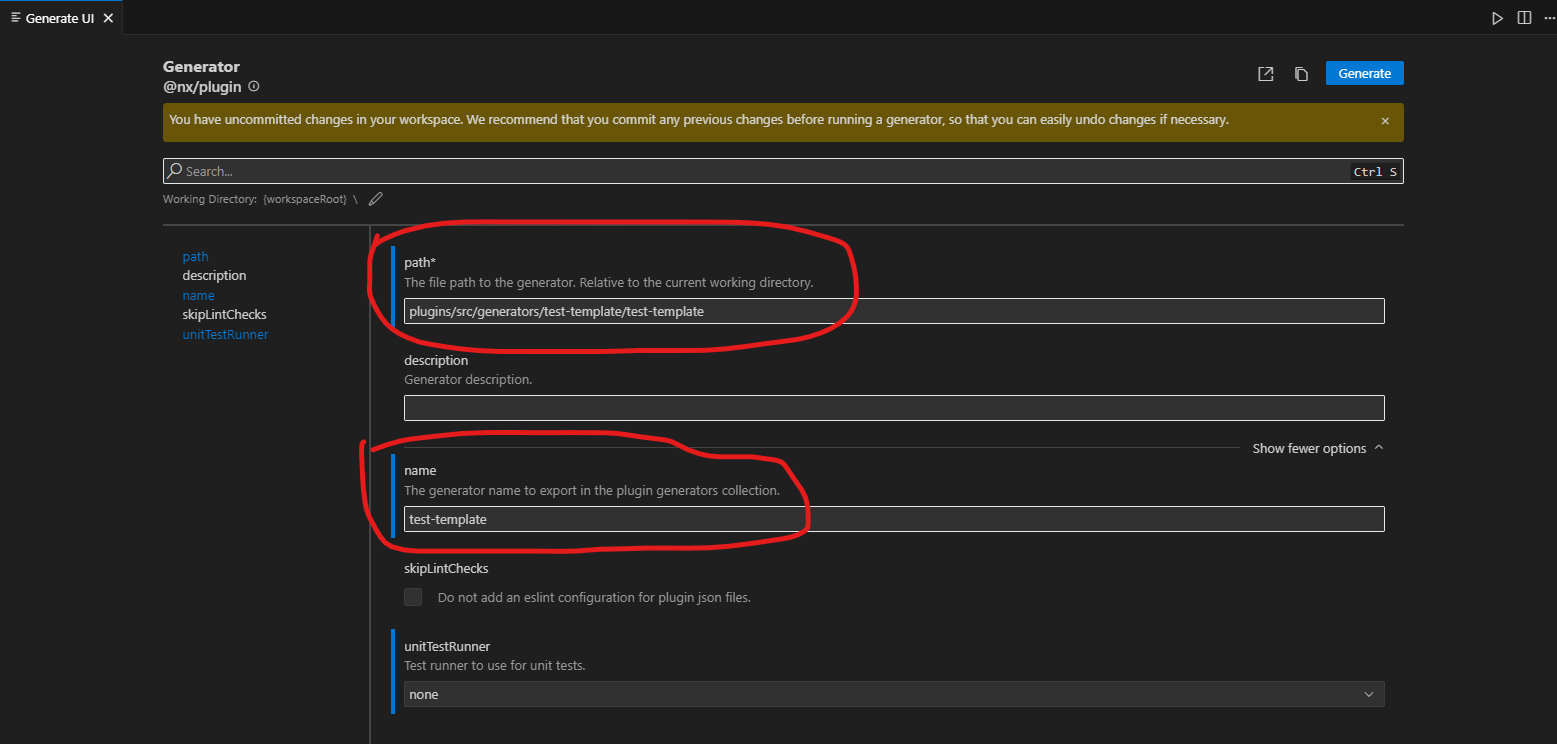 Generate UI
Generator
@nx/plugin
Generate
You have uncommitted changes in your workspace. We recommend that you commit any previous changes before running a generator, so that you can easily undo changes if necessary.
Search...
Ctrl S
Working Directory: {workspaceRoot} \
path
description
name
skipLintChecks
unitTestRunner
path*
The file path to the generator. Relative to the current working directory.
plugins/src/generators/test-template/test-template
description
Generator description.
Show fewer options
name
The generator name to export in the plugin generators collection.
test-template
skipLintChecks
Do not add an eslint configuration for plugin json files.
unitTestRunner
Test runner to use for unit tests.
none